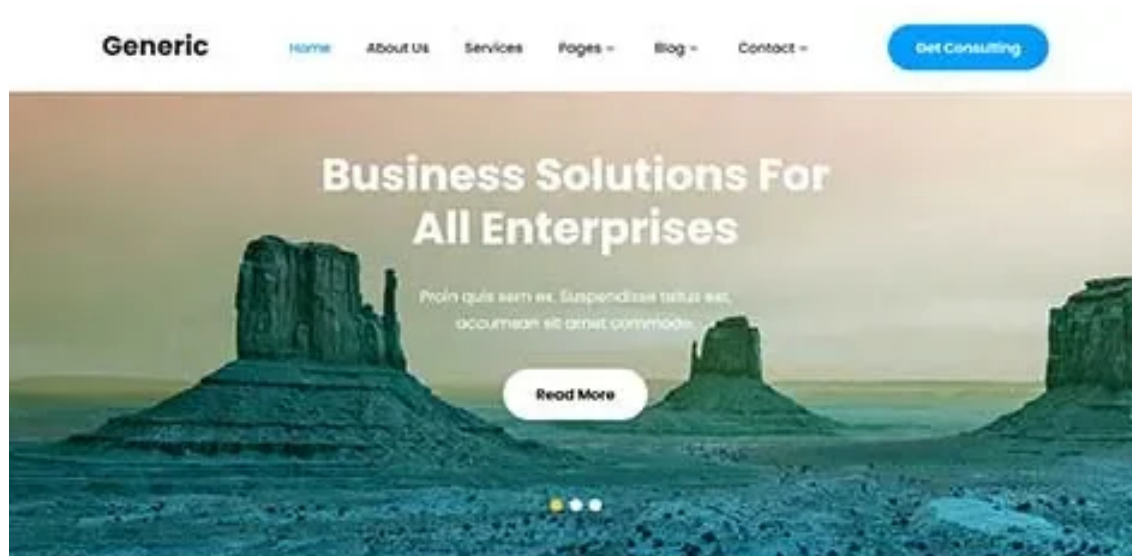 Generic
Home About Us Services Pages Blog Contact Get Consulting
Business Solutions For
All Enterprises
Proin quis sem ex. Suspendisse tellus est,
accumsan sit amet commodo.
Read More